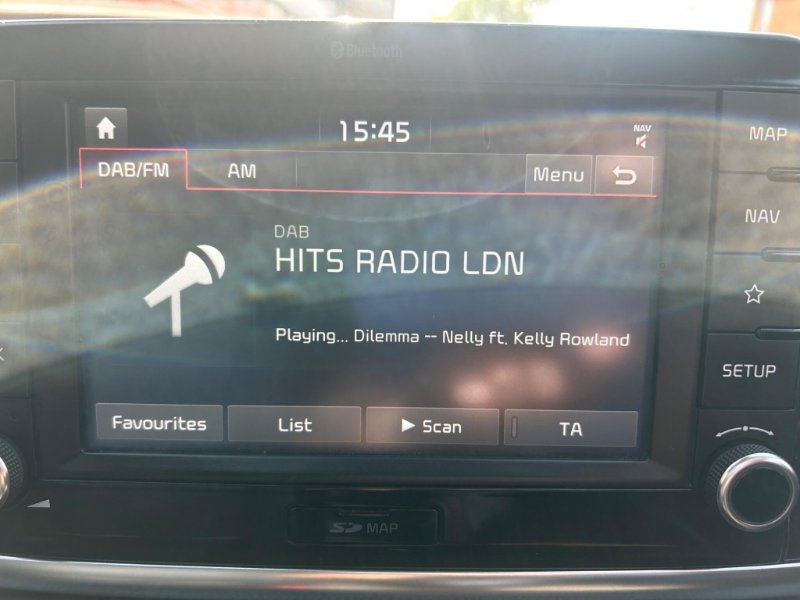 Bluetooth
15:45
NAV
DAB/FM
AM
Menu
MAP
NAV
DAB
HITS RADIO LDN
Playing... Dilemma -- Nelly ft. Kelly Rowland
SETUP
Favourites
List
Scan
TA
SD MAP